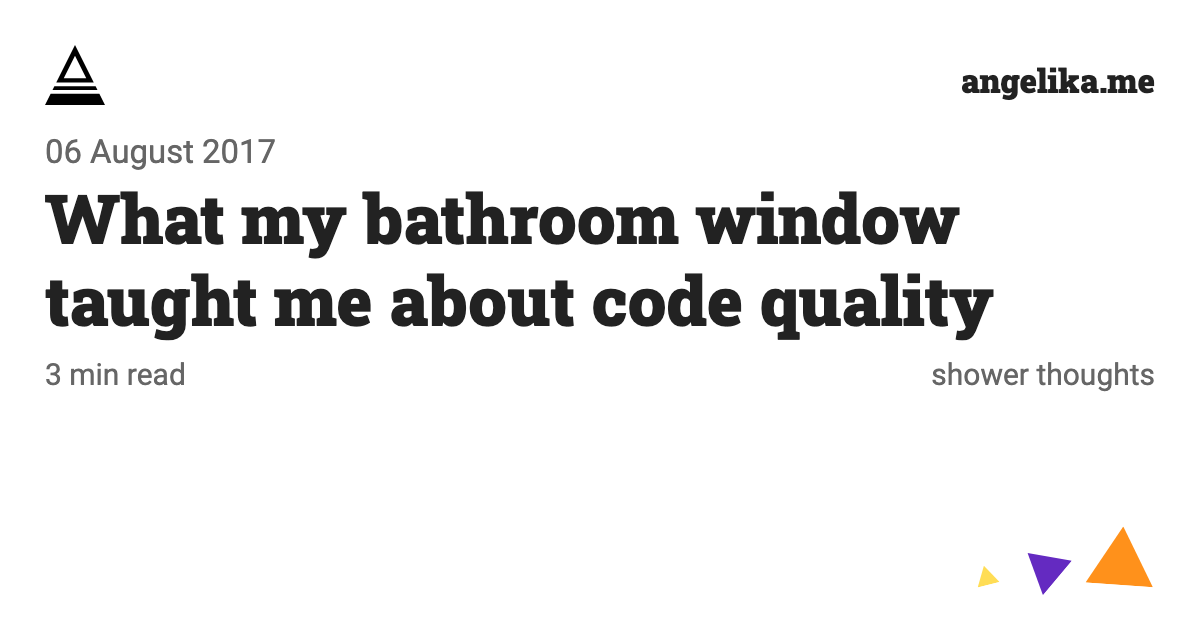 angelika.me
06 August 2017
What my bathroom window
taught me about code quality
3 min read
shower thoughts